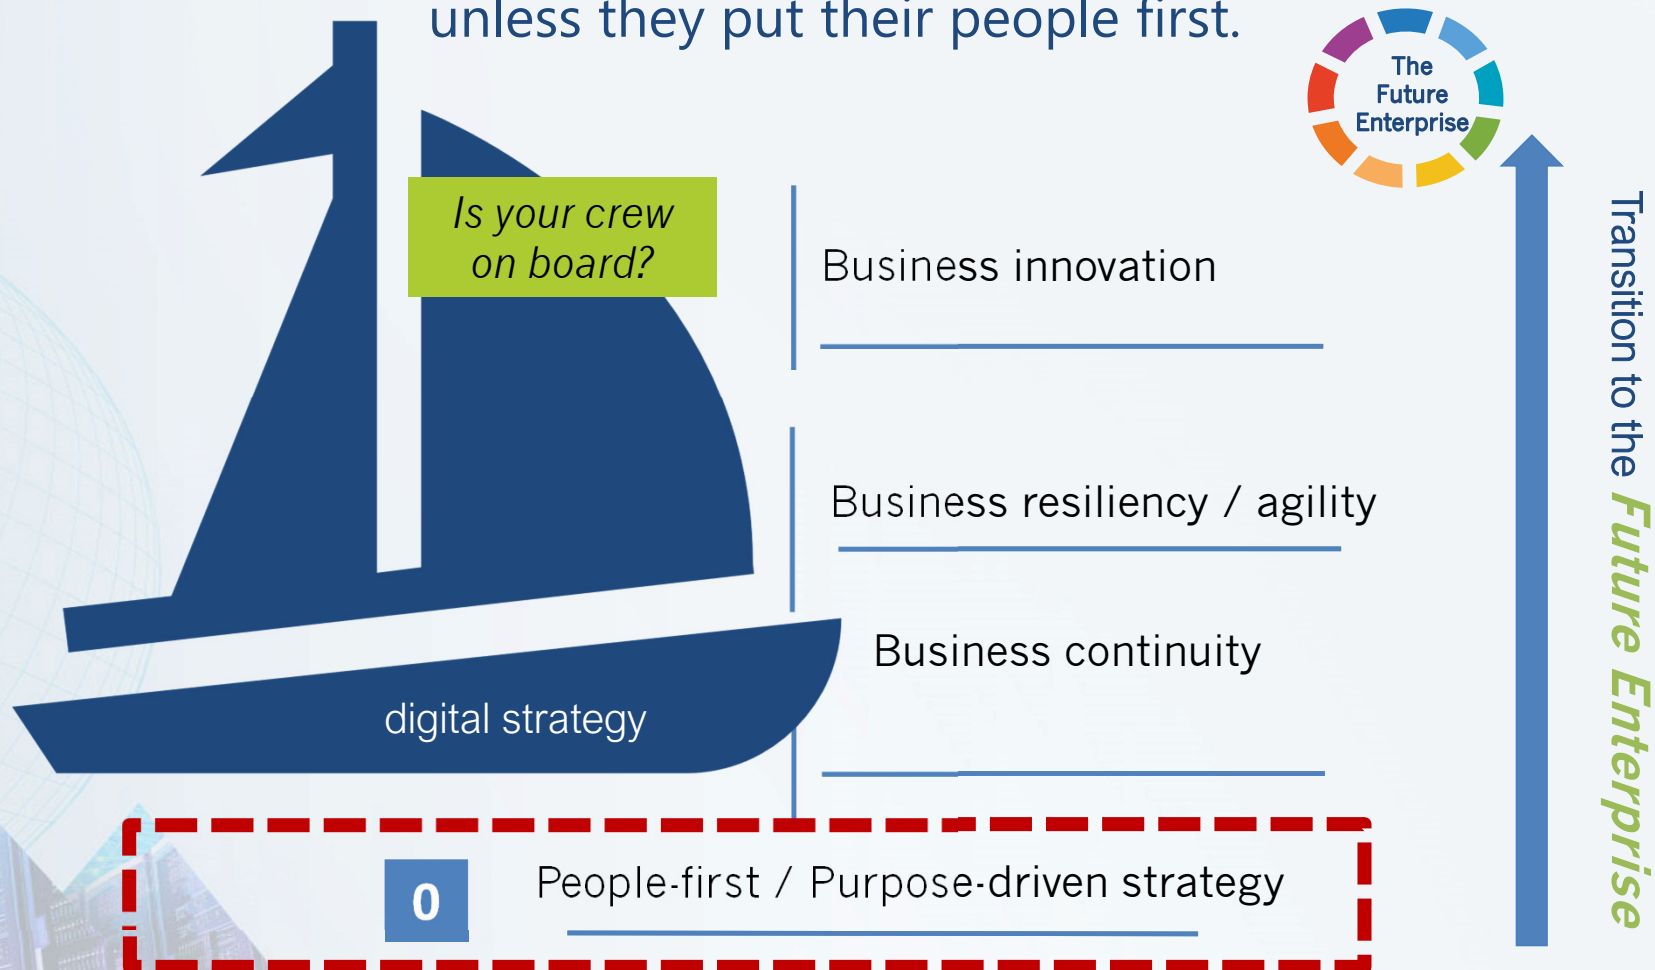 unless they put their people first.
The
Future
Enterprise
Is your crew
on board?
Business innovation
Business resiliency / agility
Business continuity
digital strategy
0
People-first / Purpose-driven strategy
Transition to the Future Enterprise